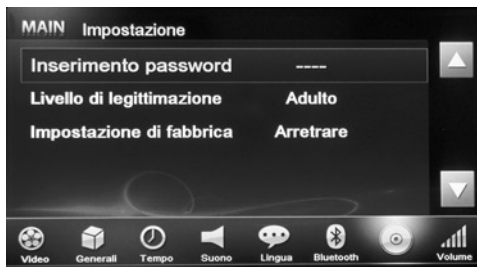 MAIN Impostazione
Inserimento password ----
Livello di legittimazione Adulto
Impostazione di fabbrica Arretrare
Video Generali Tempo Suono Lingua Bluetooth Volume